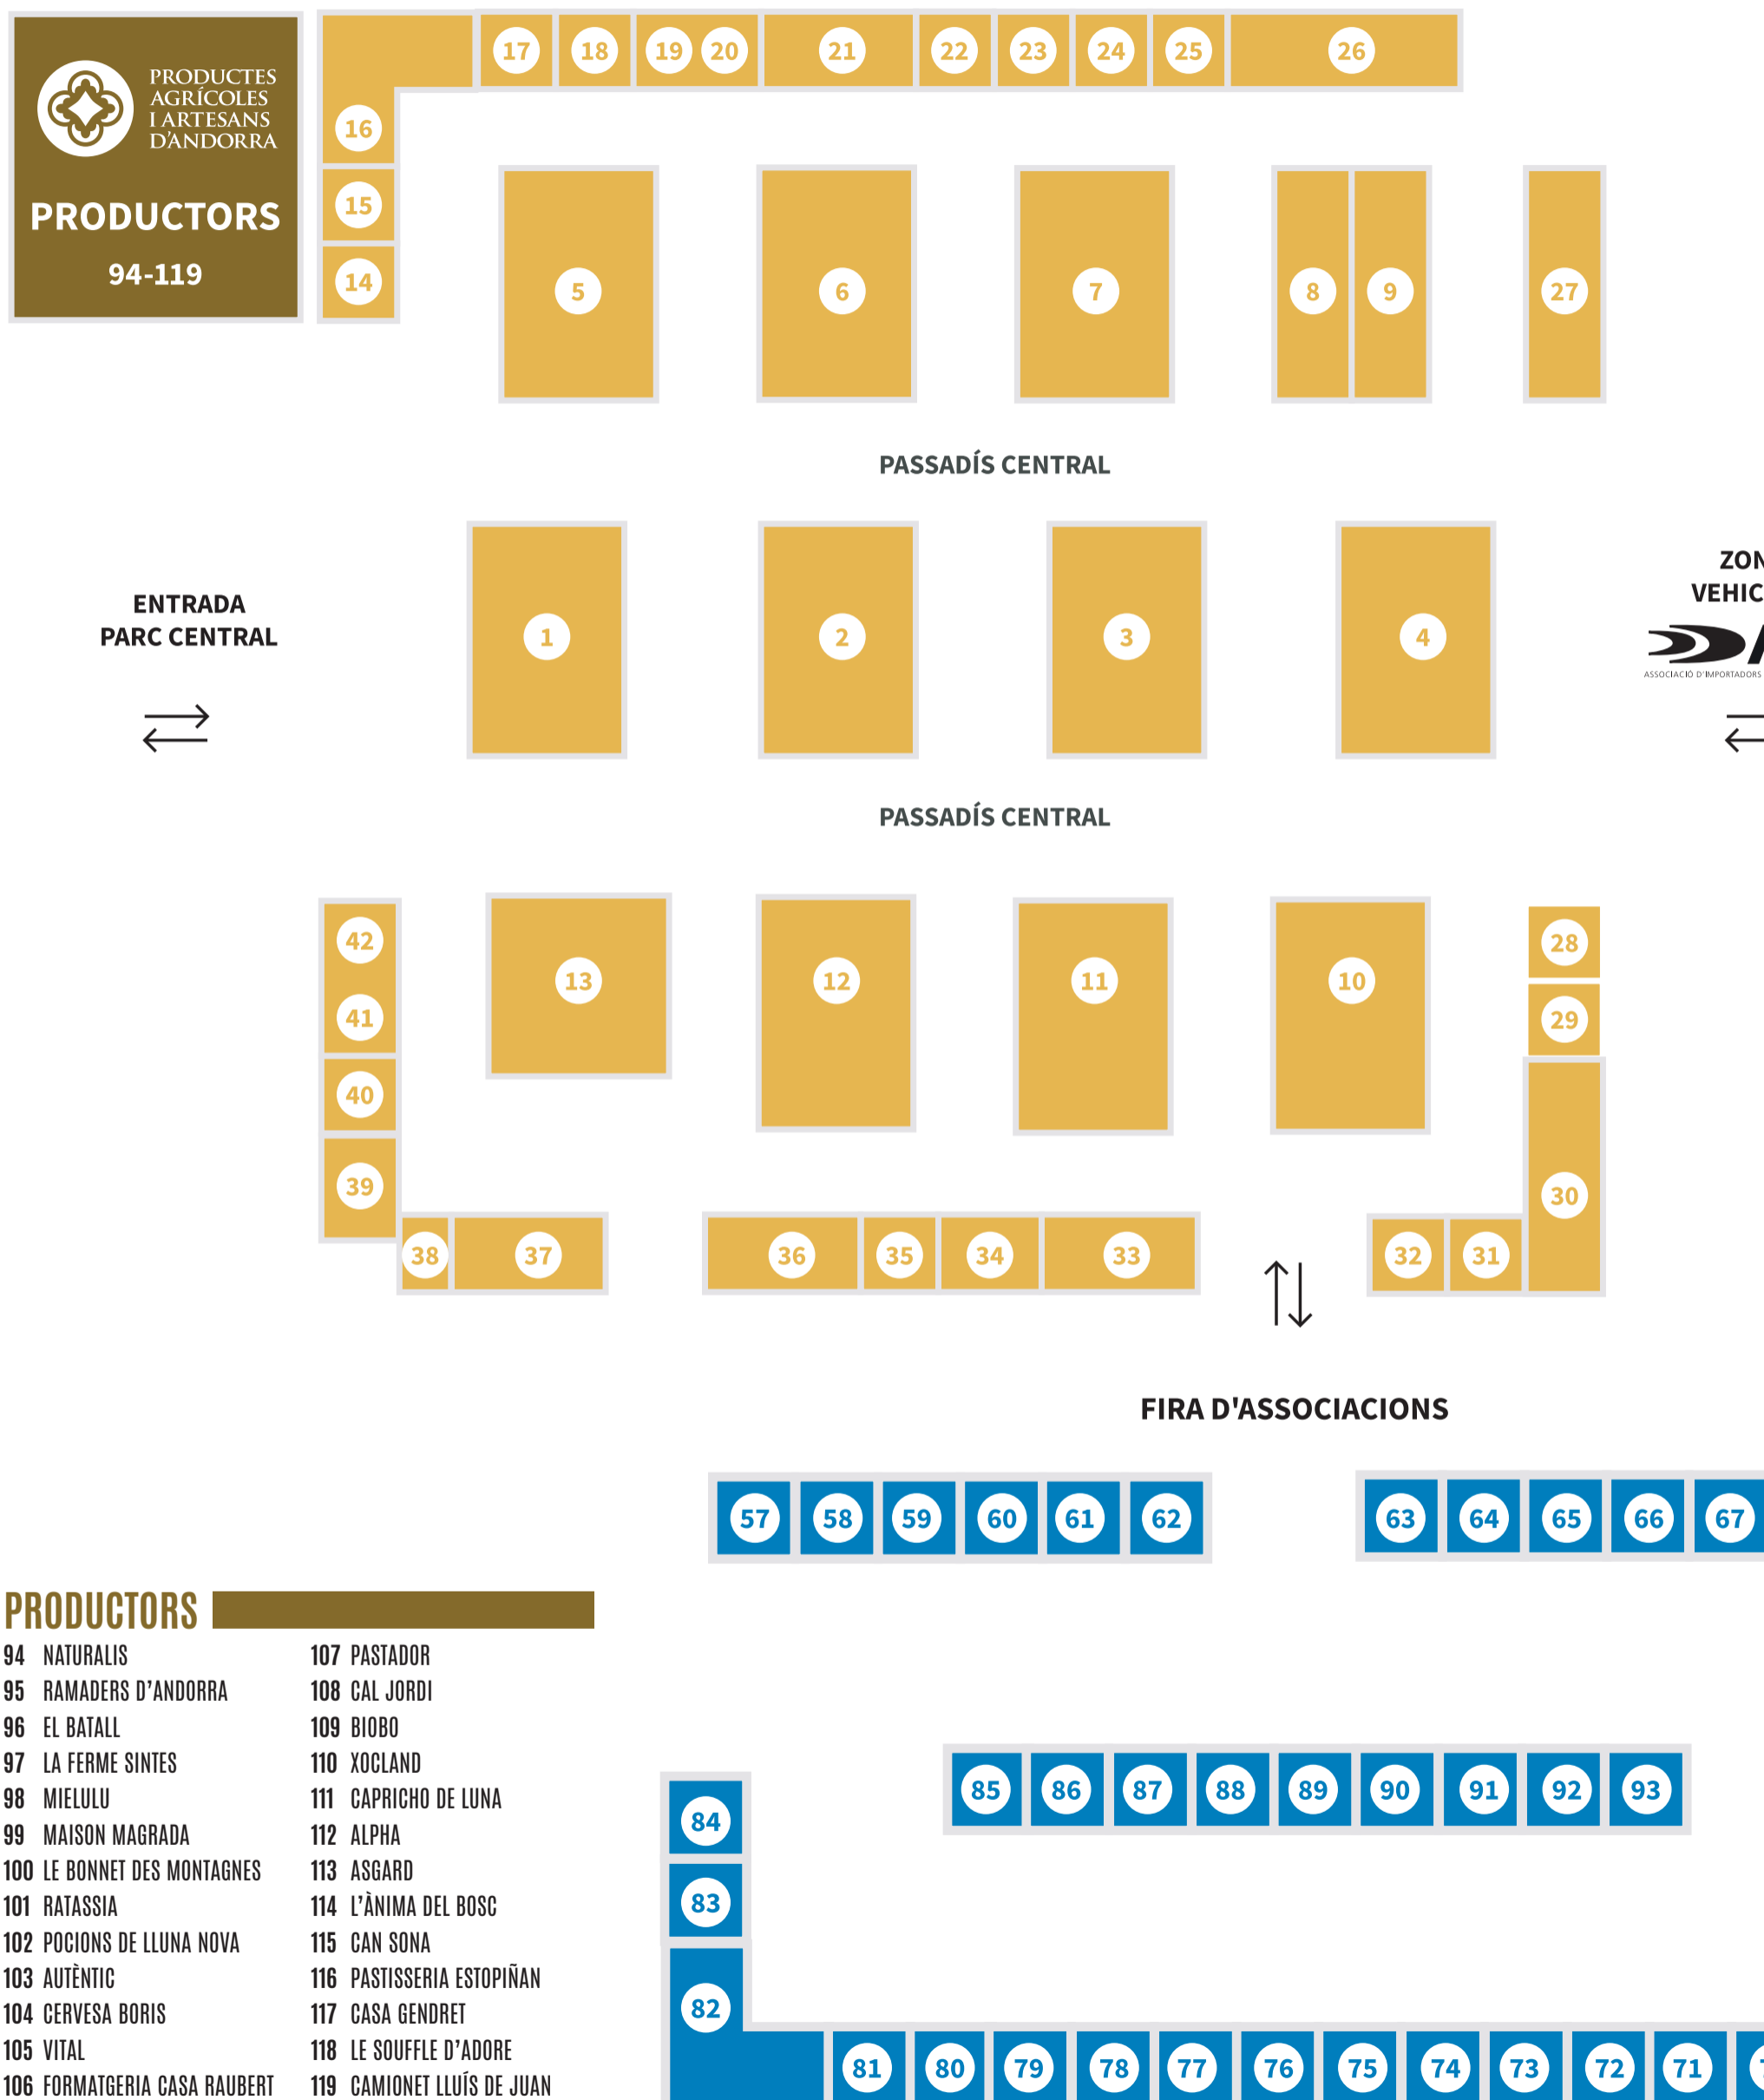 PRODUCTES
AGRÍCOLES
I ARTESANS
D'ANDORRA
PRODUCTORS
94-119
17 18 19 20 21 22 23 24 25 26
16
15
14
5 6 7 8 9 27
PASSADÍS CENTRAL
ENTRADA
PARC CENTRAL
1 2 3 4
ASSOCIACIÓ D'IMPORTADORS
PASSADÍS CENTRAL
42 28
13 12 11 10
41 29
40
39 30
38 37 36 35 34 33 32 31
FIRA D'ASSOCIACIONS
57 58 59 60 61 62 63 64 65 66 67
85 86 87 88 89 90 91 92 93
84
83
82
81 80 79 78 77 76 75 74 73 72 71
PRODUCTORS
94 NATURALIS
95 RAMADERS D’ANDORRA
96 EL BATALL
97 LA FERME SINTES
98 MIELULU
99 MAISON MAGRADA
100 LE BONNET DES MONTAGNES
101 RATASSIA
102 POCIONS DE LLUNA NOVA
103 AUTÈNTIC
104 CERVESA BORIS
105 VITAL
106 FORMATGERIA CASA RAUBERT
107 PASTADOR
108 CAL JORDI
109 BIOBO
110 XOCLAND
111 CAPRICHO DE LUNA
112 ALPHA
113 ASGARD
114 L’ÀNIMA DEL BOSC
115 CAN SONA
116 PASTISSERIA ESTOPIÑAN
117 CASA GENDRET
118 LE SOUFFLE D’ADORE
119 CAMIONET LLUÍS DE JUAN